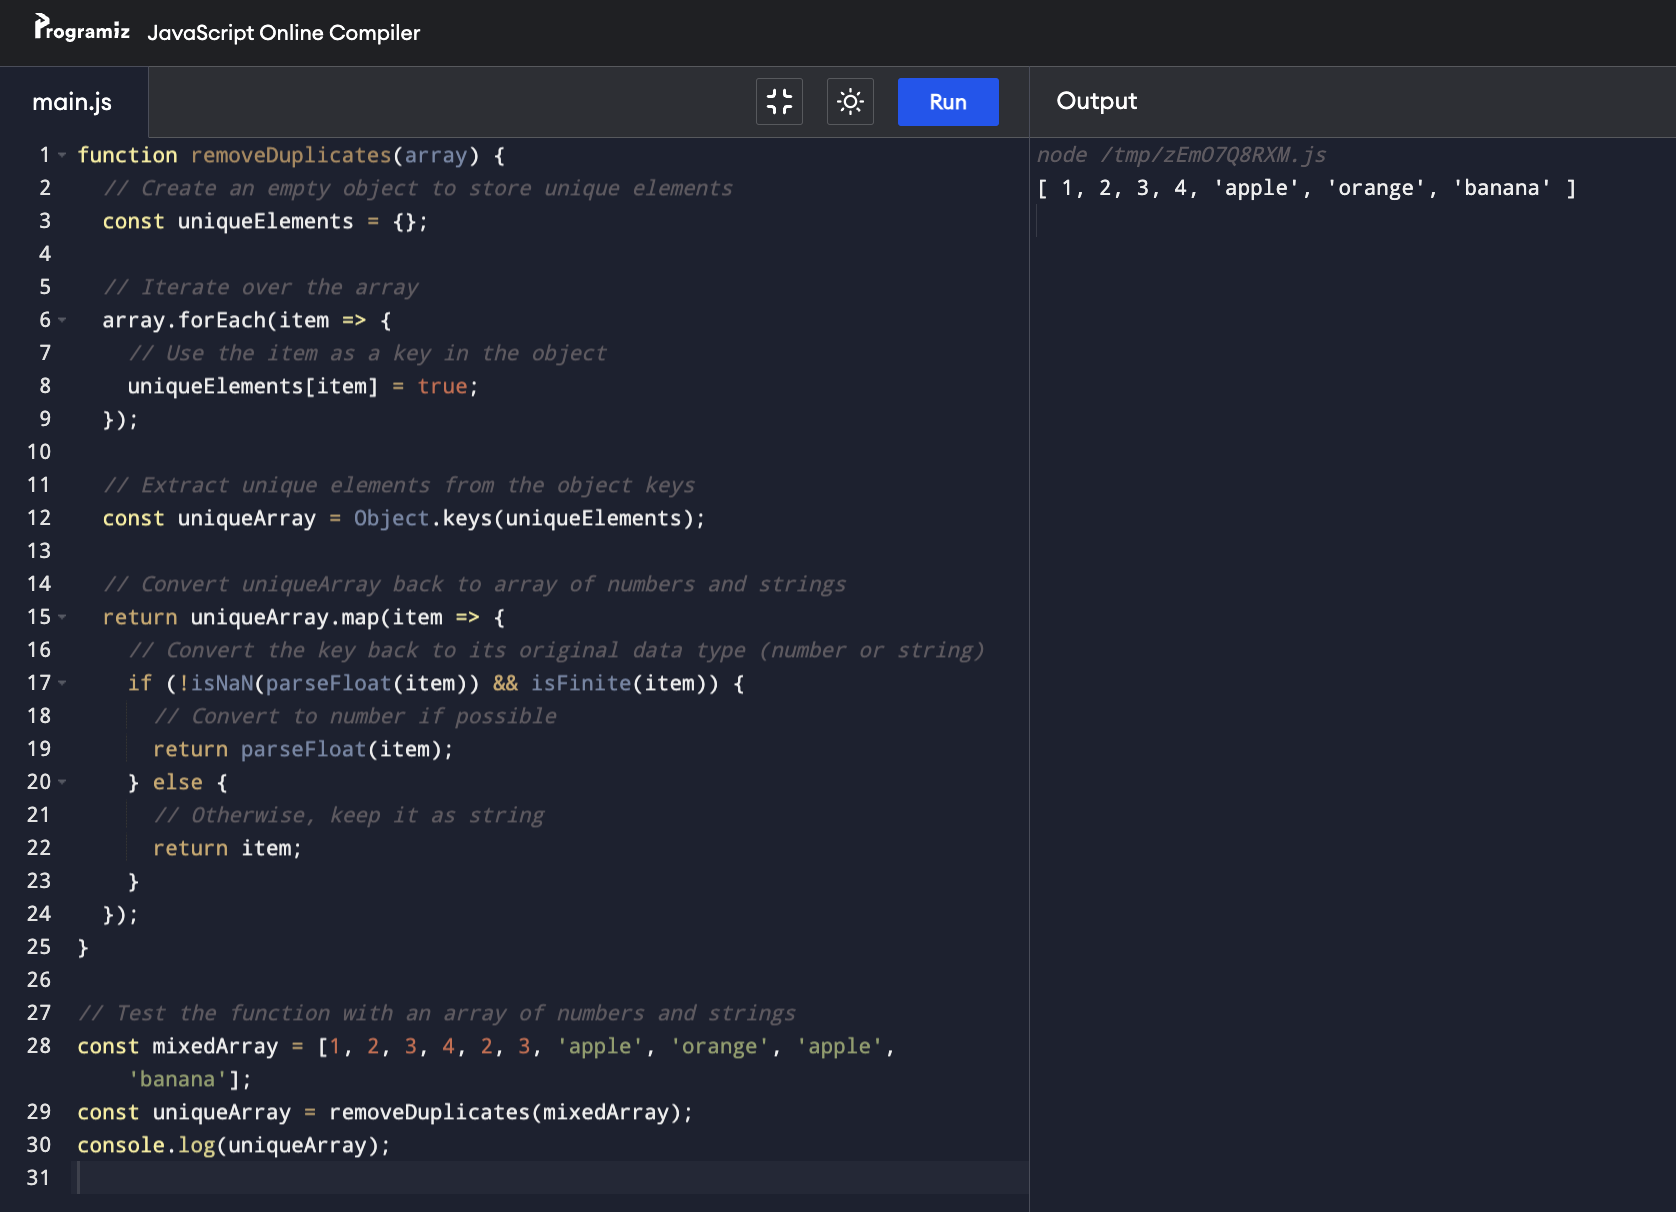 Programiz JavaScript Online Compiler
main.js Run Output
1 function removeDuplicates(array) {
2 // Create an empty object to store unique elements
3 const uniqueElements = {};
4
5 // Iterate over the array
6 array.forEach(item => {
7 // Use the item as a key in the object
8 uniqueElements[item] = true;
9 });
10
11 // Extract unique elements from the object keys
12 const uniqueArray = Object.keys(uniqueElements);
13
14 // Convert uniqueArray back to array of numbers and strings
15 return uniqueArray.map(item => {
16 // Convert the key back to its original data type (number or string)
17 if (!isNaN(parseFloat(item)) && isFinite(item)) {
18 // Convert to number if possible
19 return parseFloat(item);
20 } else {
21 // Otherwise, keep it as string
22 return item;
23 }
24 });
25 }
26
27 // Test the function with an array of numbers and strings
28 const mixedArray = [1, 2, 3, 4, 2, 3, 'apple', 'orange', 'apple',
'banana'];
29 const uniqueArray = removeDuplicates(mixedArray);
30 console.log(uniqueArray);
31
node /tmp/zEmO7Q8RXM.js
[ 1, 2, 3, 4, 'apple', 'orange', 'banana' ]